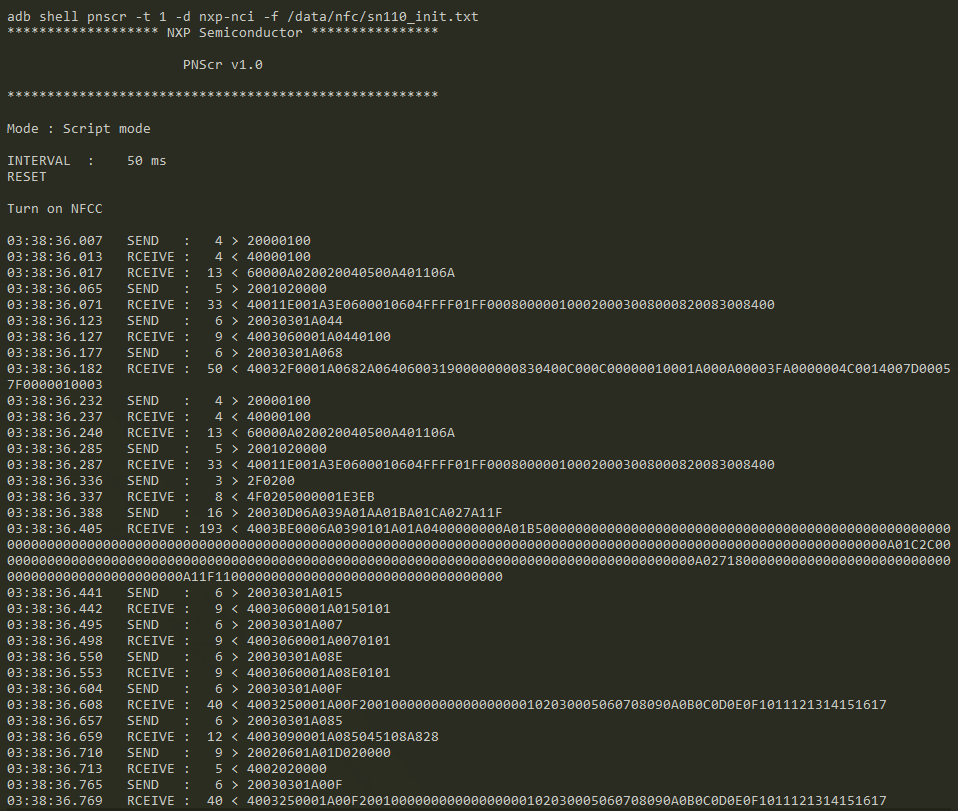 adb shell pnscr -t 1 -d nxp-nci -f /data/nfc/sn110_init.txt
******************* NXP Semiconductor ****************
PNScr v1.0
******************************************************
Mode : Script mode
INTERVAL  :    50 ms
RESET
Turn on NFCC
03:38:36.007   SEND   :   4 > 20000100
03:38:36.013   RCEIVE :   4 < 40000100
03:38:36.017   RCEIVE :  13 < 60000A020020040500A401106A
03:38:36.065   SEND   :   5 > 2001020000
03:38:36.071   RCEIVE :  33 < 40011E001A3E0600010604FFFF01FF000800000100020003008000820083008400
03:38:36.123   SEND   :   6 > 20030301A044
03:38:36.127   RCEIVE :   9 < 4003060001A0440100
03:38:36.177   SEND   :   6 > 20030301A068
03:38:36.182   RCEIVE :  50 < 40032F0001A0682A064060031900000000830400C000C00000010001A000A00003FA0000004C0014007D0005
7F0000010003
03:38:36.232   SEND   :   4 > 20000100
03:38:36.237   RCEIVE :   4 < 40000100
03:38:36.240   RCEIVE :  13 < 60000A020020040500A401106A
03:38:36.285   SEND   :   5 > 2001020000
03:38:36.287   RCEIVE :  33 < 40011E001A3E0600010604FFFF01FF000800000100020003008000820083008400
03:38:36.336   SEND   :   3 > 2F0200
03:38:36.337   RCEIVE :   8 < 4F0205000001E3EB
03:38:36.388   SEND   :  16 > 20030D06A039A01AA01BA01CA027A11F
03:38:36.405   RCEIVE : 193 < 4003BE0006A0390101A01A0400000000A01B5000000000000000000000000000000000000000000000000000
00000000000000000000000000000000000000000000000000000000000000000000000000000000000000000000000000000000000000A01C2C00
00000000000000000000000000000000000000000000000000000000000000000000000000000000000000A0271800000000000000000000000000
0000000000000000000000A11F110000000000000000000000000000000000
03:38:36.441   SEND   :   6 > 20030301A015
03:38:36.442   RCEIVE :   9 < 4003060001A0150101
03:38:36.495   SEND   :   6 > 20030301A007
03:38:36.498   RCEIVE :   9 < 4003060001A0070101
03:38:36.550   SEND   :   6 > 20030301A08E
03:38:36.553   RCEIVE :   9 < 4003060001A08E0101
03:38:36.604   SEND   :   6 > 20030301A00F
03:38:36.608   RCEIVE :  40 < 4003250001A00F200100000000000000000102030005060708090A0B0C0D0E0F1011121314151617
03:38:36.657   SEND   :   6 > 20030301A085
03:38:36.659   RCEIVE :  12 < 4003090001A085045108A828
03:38:36.710   SEND   :   9 > 20020601A01D020000
03:38:36.713   RCEIVE :   5 < 4002020000
03:38:36.765   SEND   :   6 > 20030301A00F
03:38:36.769   RCEIVE :  40 < 4003250001A00F200100000000000000000102030005060708090A0B0C0D0E0F1011121314151617